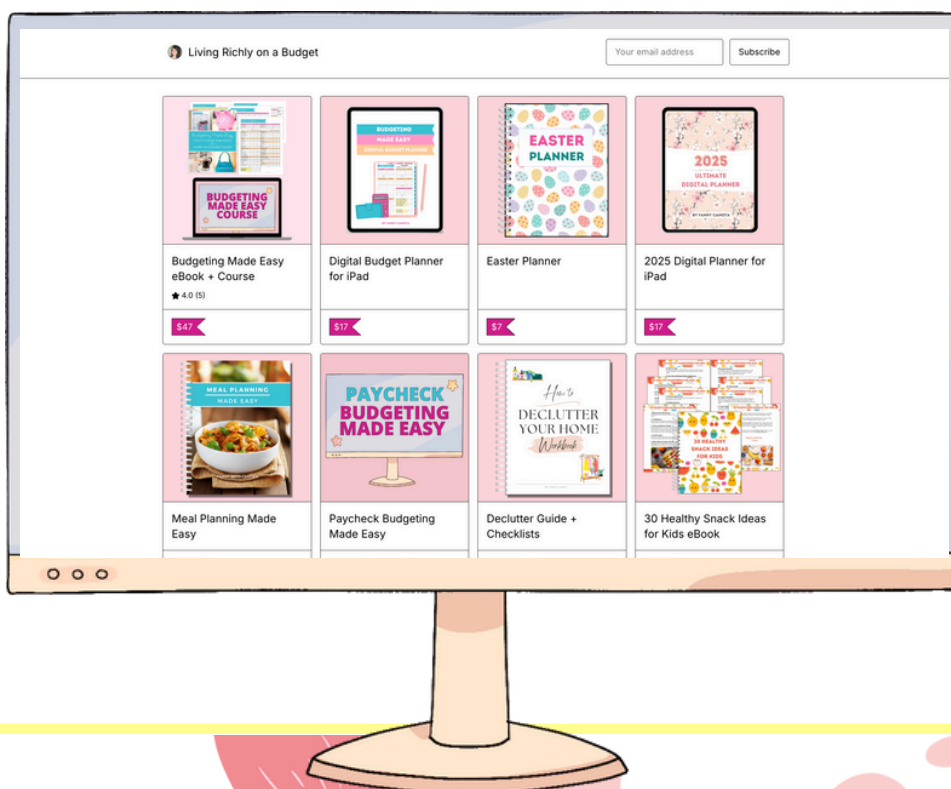 Living Richly on a Budget
Your email address
Subscribe
BUDGETING
MADE EASY
COURSE
Budgeting Made Easy
eBook + Course
★ 4.0 (5)
$47
BUDGETING
MADE EASY
DIGITAL BUDGET PLANNER
Digital Budget Planner
for iPad
$17
EASTER
PLANNER
Easter Planner
$7
2025
ULTIMATE
DIGITAL PLANNER
BY FANNY CAMOTA
2025 Digital Planner for
iPad
$17
MEAL PLANNING
MADE EASY
Meal Planning Made
Easy
PAYCHECK
BUDGETING
MADE EASY
Paycheck Budgeting
Made Easy
How to
DECLUTTER
YOUR HOME
Workbook
Declutter Guide +
Checklists
30 HEALTHY
SNACK IDEAS
FOR KIDS
30 Healthy Snack Ideas
for Kids eBook